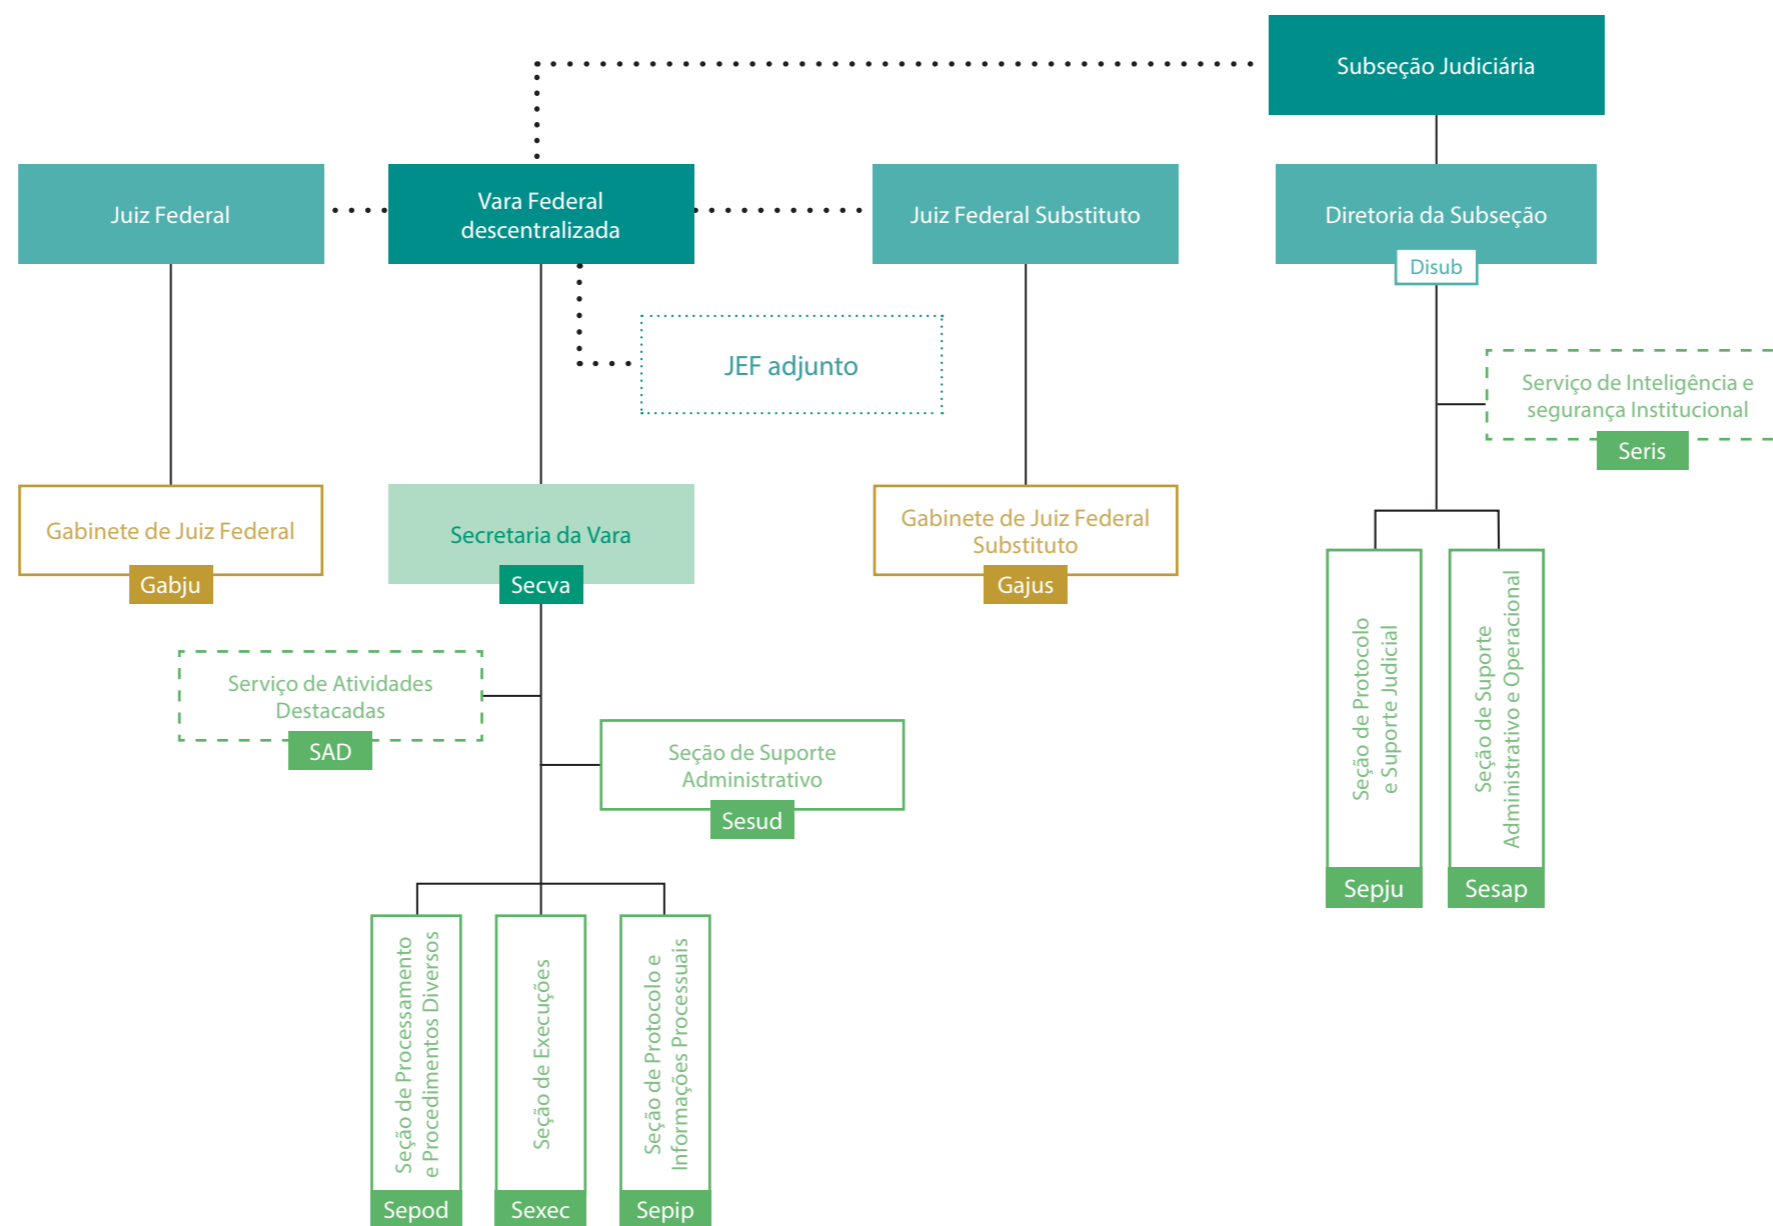 Subseção Judiciária
Juiz Federal
Vara Federal
descentralizada
Juiz Federal Substituto
Diretoria da Subseção
Disub
JEF adjunto
Serviço de Inteligência e
segurança Institucional
Seris
Gabinete de Juiz Federal
Gabju
Secretaria da Vara
Secva
Gabinete de Juiz Federal
Substituto
Gajus
Serviço de Atividades
Destacadas
SAD
Seção de Suporte
Administrativo
Sesud
Seção de Protocolo
e Suporte Judicial
Sepju
Seção de Suporte
Administrativo e Operacional
Sesap
Seção de Processamento
e Procedimentos Diversos
Sepod
Seção de Execuções
Sexec
Seção de Protocolo e
Informações Processuais
Sepip